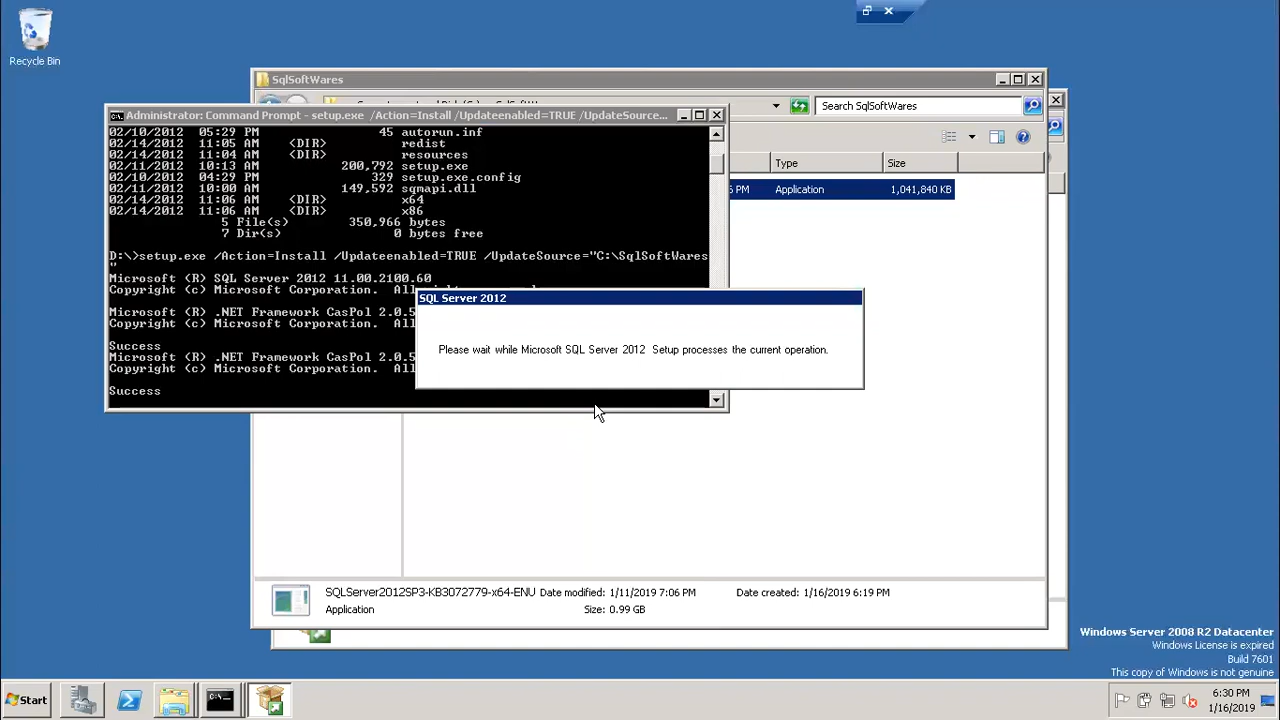 Recycle Bin
SqlSoftWares
Search SqlSoftWares
Administrator: Command Prompt - setup.exe /Action=Install /Updateenabled=TRUE /UpdateSource...
02/10/2012 05:29 PM 45 autorun.inf
02/14/2012 11:05 AM <DIR> redist
02/14/2012 11:04 AM <DIR> resources
02/11/2012 10:13 AM 200,792 setup.exe
02/10/2012 04:29 PM 329 setup.exe.config
02/11/2012 10:00 AM 149,592 sqmapi.dll
02/14/2012 11:06 AM <DIR> x64
02/14/2012 11:06 AM <DIR> x86
5 File(s) 350,966 bytes
7 Dir(s) 0 bytes free
D:\>setup.exe /Action=Install /Updateenabled=TRUE /UpdateSource="C:\SqlSoftWares
"
Microsoft (R) SQL Server 2012 11.00.2100.60
Copyright (c) Microsoft Corporation. All
Microsoft (R) .NET Framework CasPol 2.0.5
Copyright (c) Microsoft Corporation. All
Success
Microsoft (R) .NET Framework CasPol 2.0.5
Copyright (c) Microsoft Corporation. All
Success
Type Size
PM Application 1,041,840 KB
SQL Server 2012
Please wait while Microsoft SQL Server 2012 Setup processes the current operation.
SQLServer2012SP3-KB3072779-x64-ENU Date modified: 1/11/2019 7:06 PM Date created: 1/16/2019 6:19 PM
Application Size: 0.99 GB
Windows Server 2008 R2 Datacenter
Windows License is expired
Build 7601
This copy of Windows is not genuine
Start
6:30 PM
1/16/2019